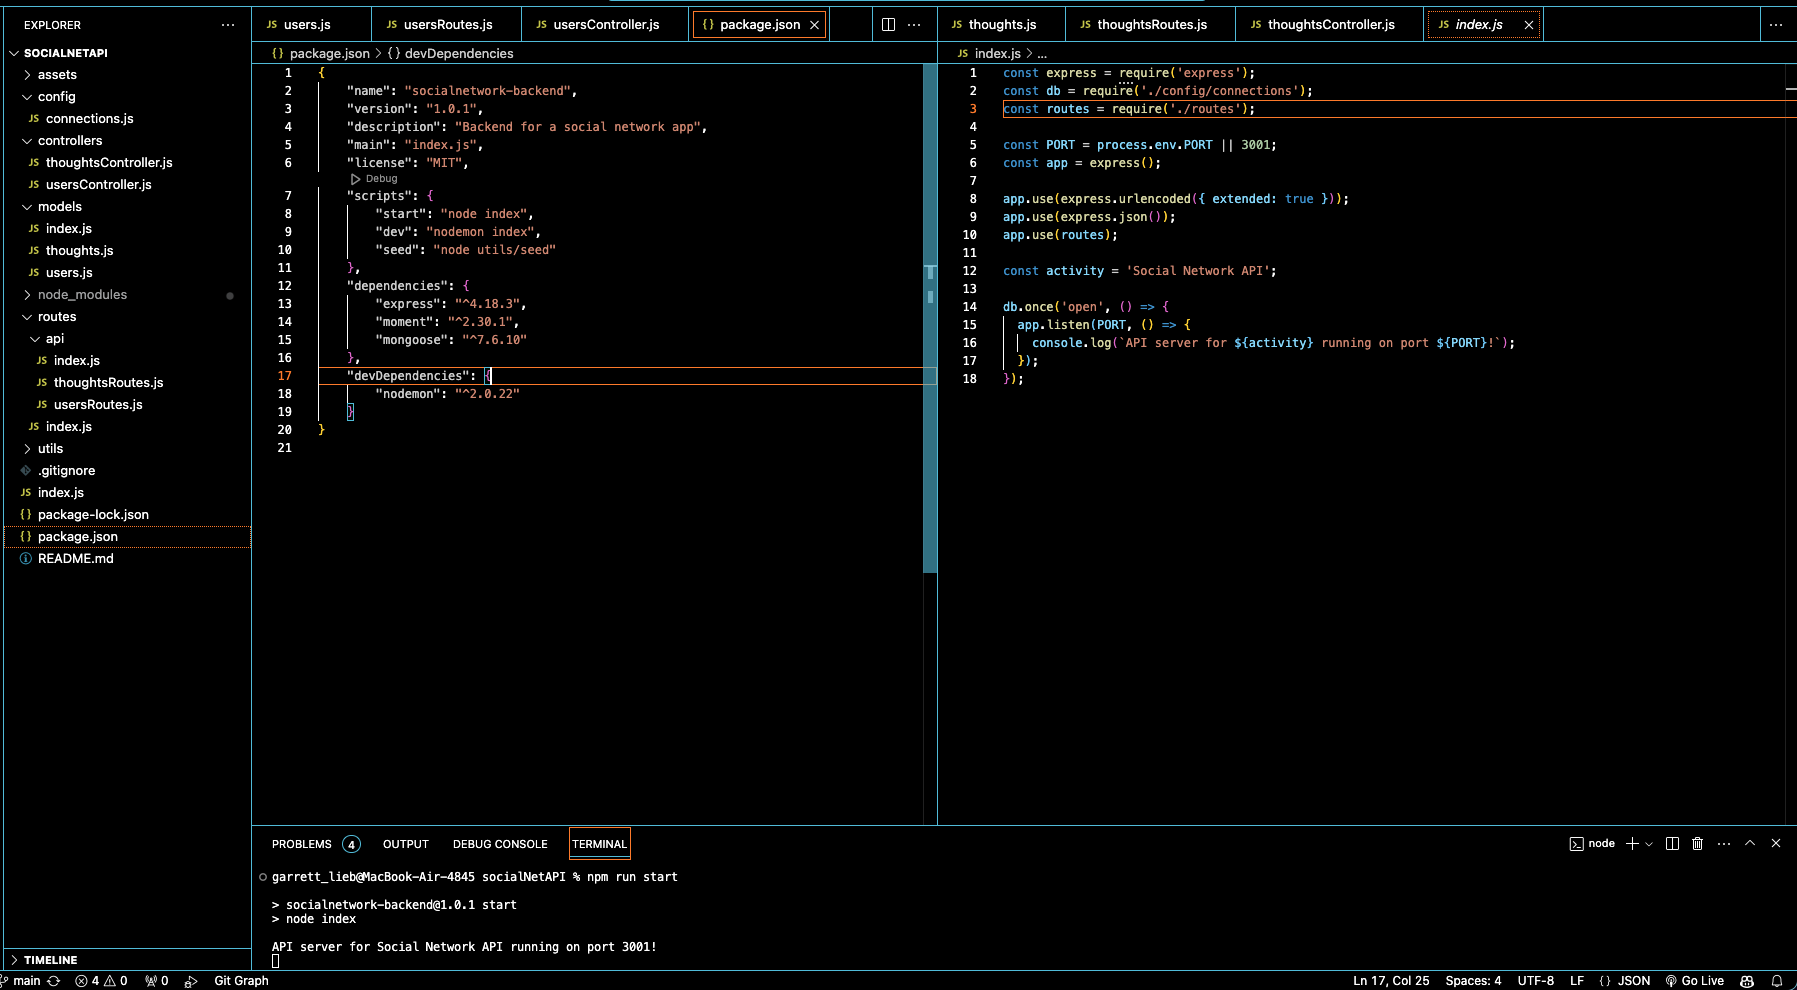 EXPLORER ...
SOCIALNETAPI
assets
config
JS connections.js
controllers
JS thoughtsController.js
JS usersController.js
models
JS index.js
JS thoughts.js
JS users.js
node_modules
routes
api
JS index.js
JS thoughtsRoutes.js
JS usersRoutes.js
JS index.js
utils
.gitignore
JS index.js
{} package-lock.json
{} package.json
README.md
TIMELINE
JS users.js
JS usersRoutes.js
JS usersController.js
{} package.json
...
{} package.json > {} devDependencies
1 {
2 "name": "socialnetwork-backend",
3 "version": "1.0.1",
4 "description": "Backend for a social network app",
5 "main": "index.js",
6 "license": "MIT",
Debug
7 "scripts": {
8 "start": "node index",
9 "dev": "nodemon index",
10 "seed": "node utils/seed"
11 },
12 "dependencies": {
13 "express": "^4.18.3",
14 "moment": "^2.30.1",
15 "mongoose": "^7.6.10"
16 },
17 "devDependencies": {
18 "nodemon": "^2.0.22"
19 }
20 }
21
JS thoughts.js
JS thoughtsRoutes.js
JS thoughtsController.js
JS index.js
...
JS index.js > ...
1 const express = require('express');
2 const db = require('./config/connections');
3 const routes = require('./routes');
4
5 const PORT = process.env.PORT || 3001;
6 const app = express();
7
8 app.use(express.urlencoded({ extended: true }));
9 app.use(express.json());
10 app.use(routes);
11
12 const activity = 'Social Network API';
13
14 db.once('open', () => {
15 app.listen(PORT, () => {
16 console.log(`API server for ${activity} running on port ${PORT}!`);
17 });
18 });
PROBLEMS 4 OUTPUT DEBUG CONSOLE TERMINAL
node
...
garrett_lieb@MacBook-Air-4845 socialNetAPI % npm run start
> socialnetwork-backend@1.0.1 start
> node index
API server for Social Network API running on port 3001!
main 4 0 0 Git Graph
Ln 17, Col 25 Spaces: 4 UTF-8 LF {} JSON Go Live